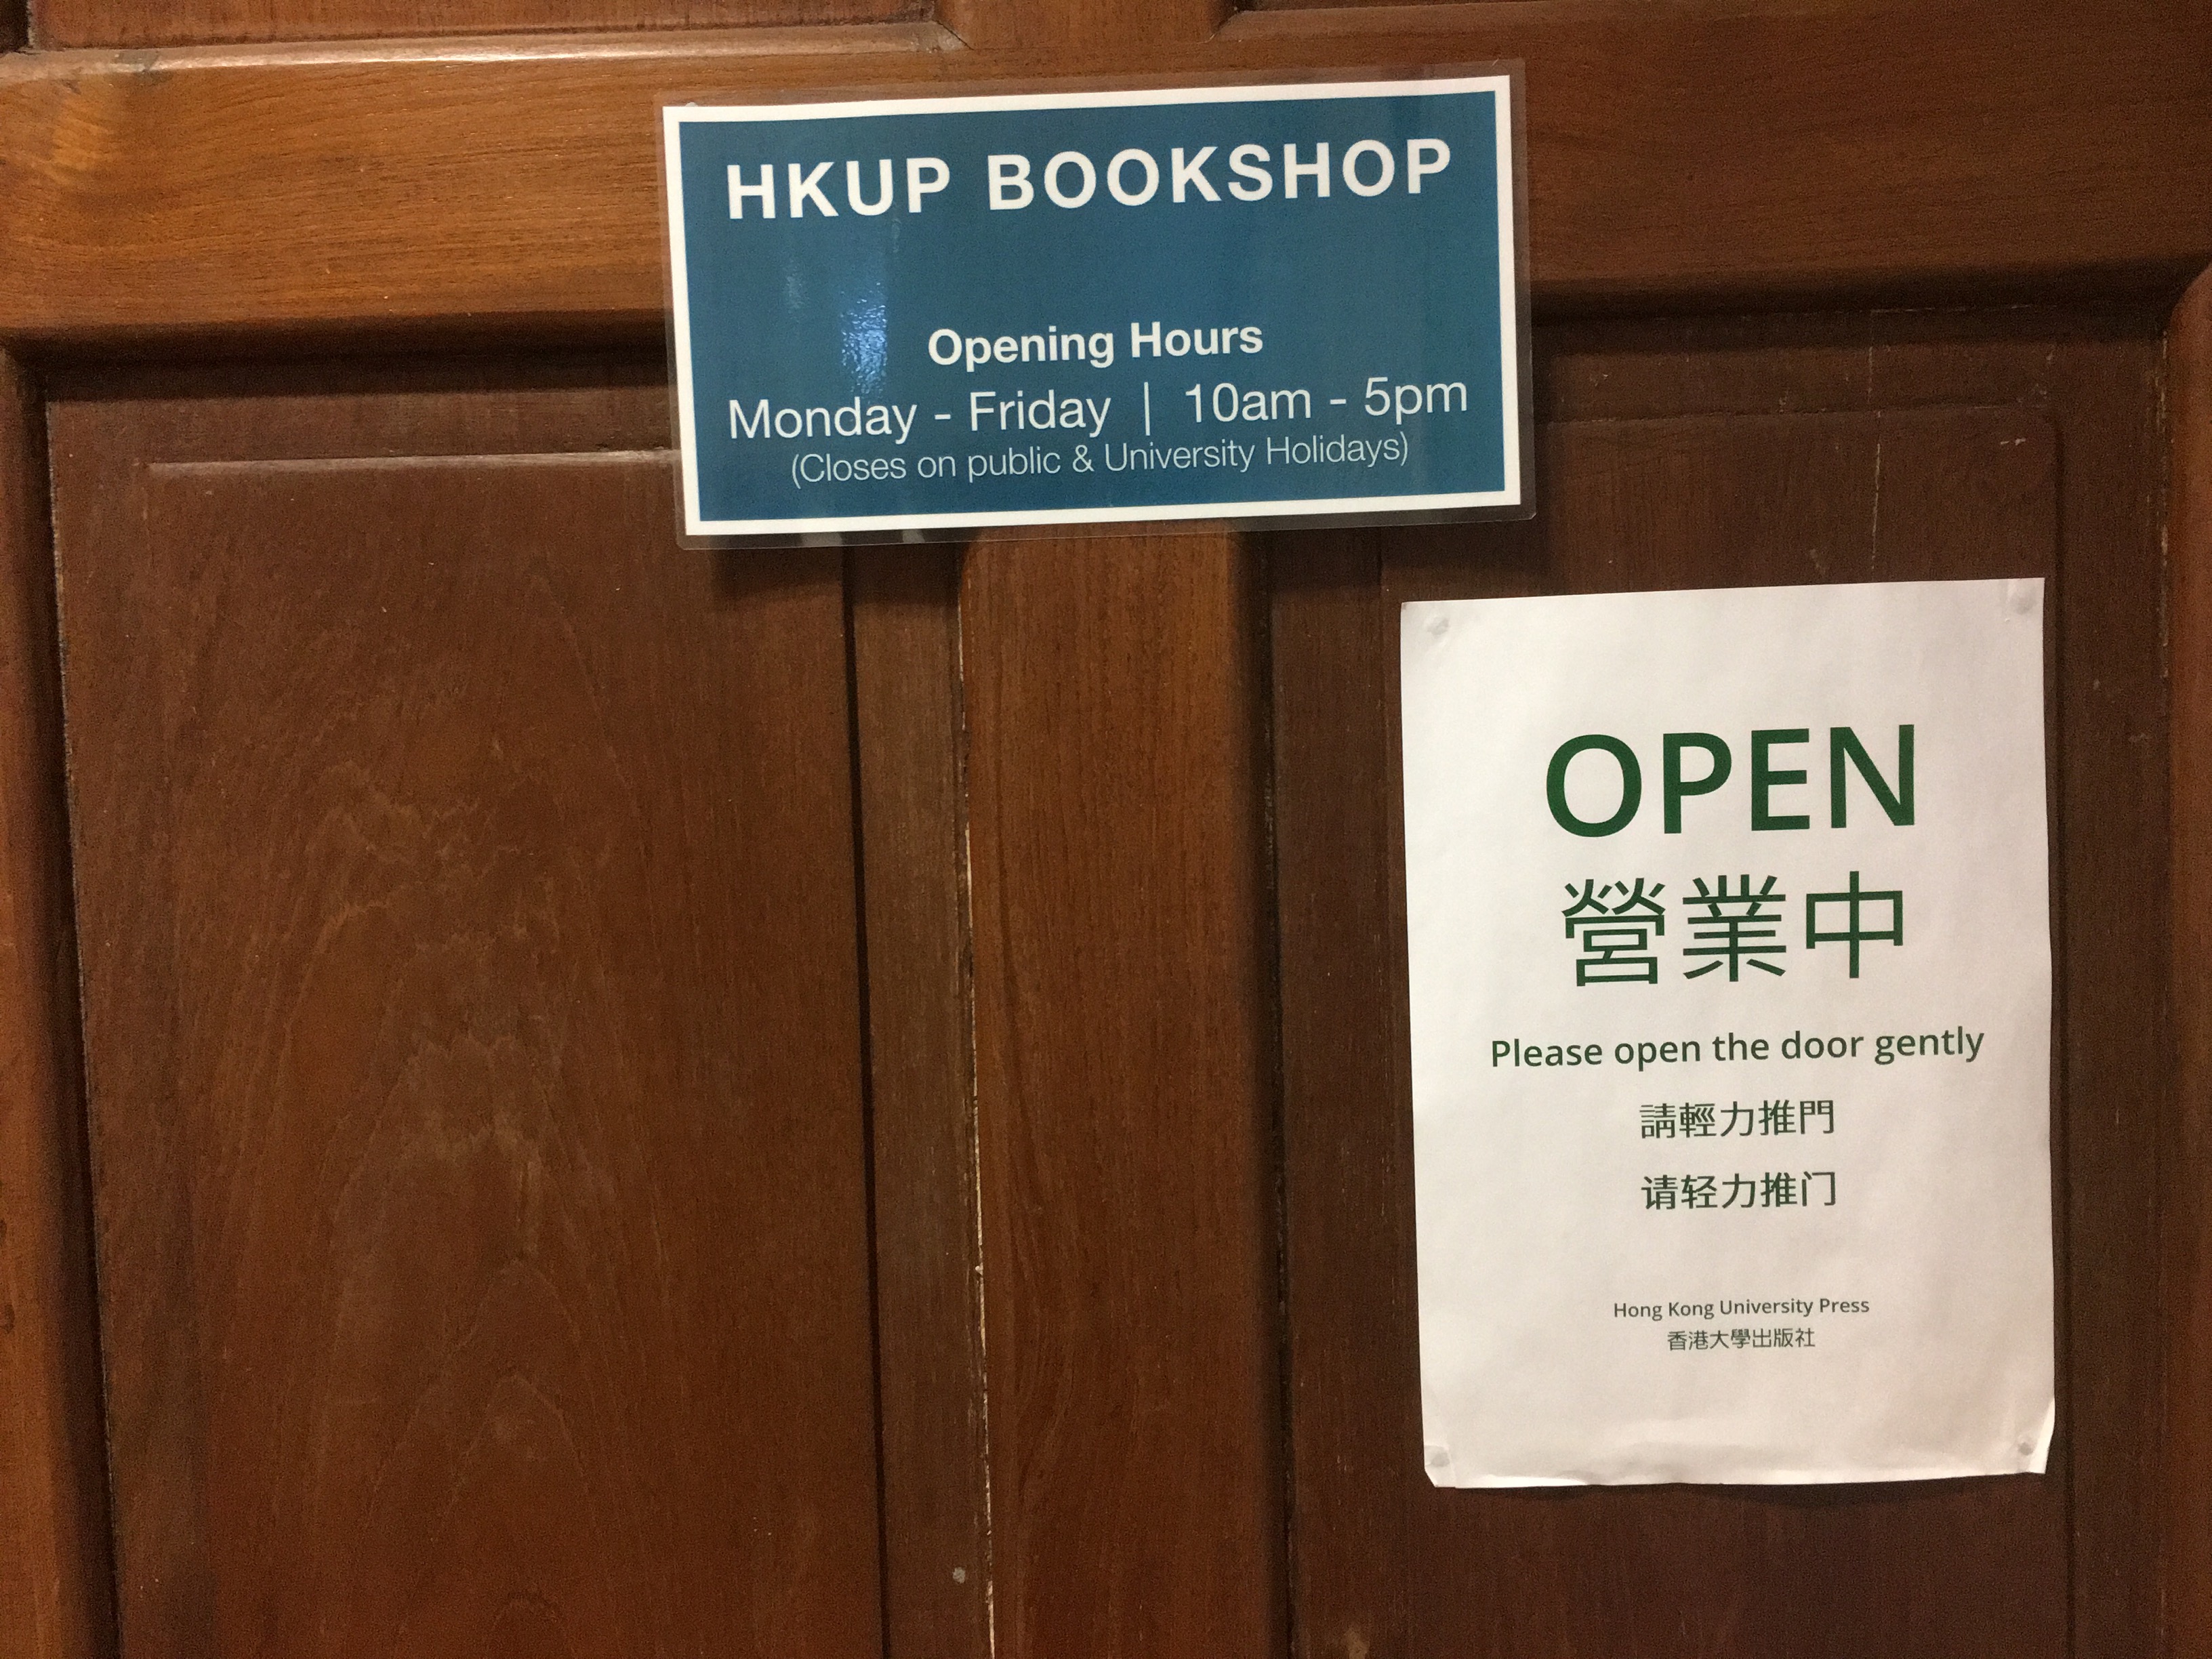 HKUP BOOKSHOP
Opening Hours
Monday - Friday | 10am - 5pm
(Closes on public & University Holidays)
OPEN
營業中
Please open the door gently
請輕力推門
请轻力推门
Hong Kong University Press
香港大學出版社